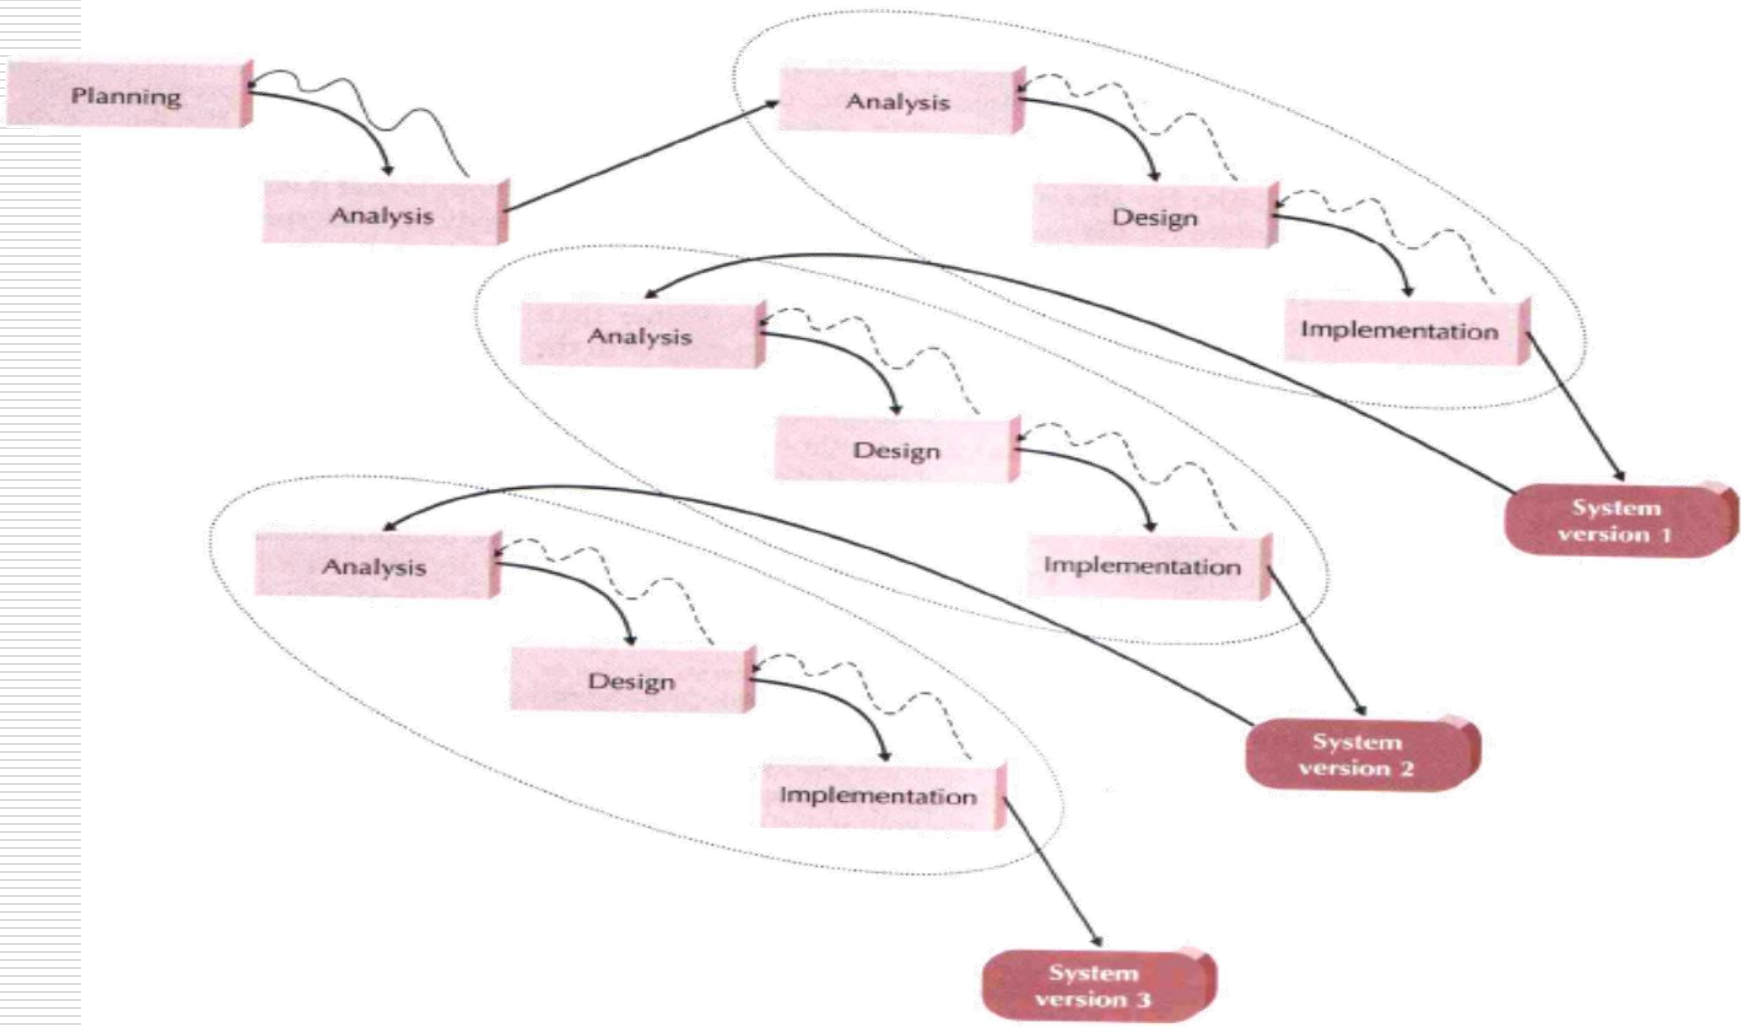 Planning
Analysis
Analysis
Design
Implementation
System
version 1
Analysis
Design
Implementation
System
version 2
Analysis
Design
Implementation
System
version 3